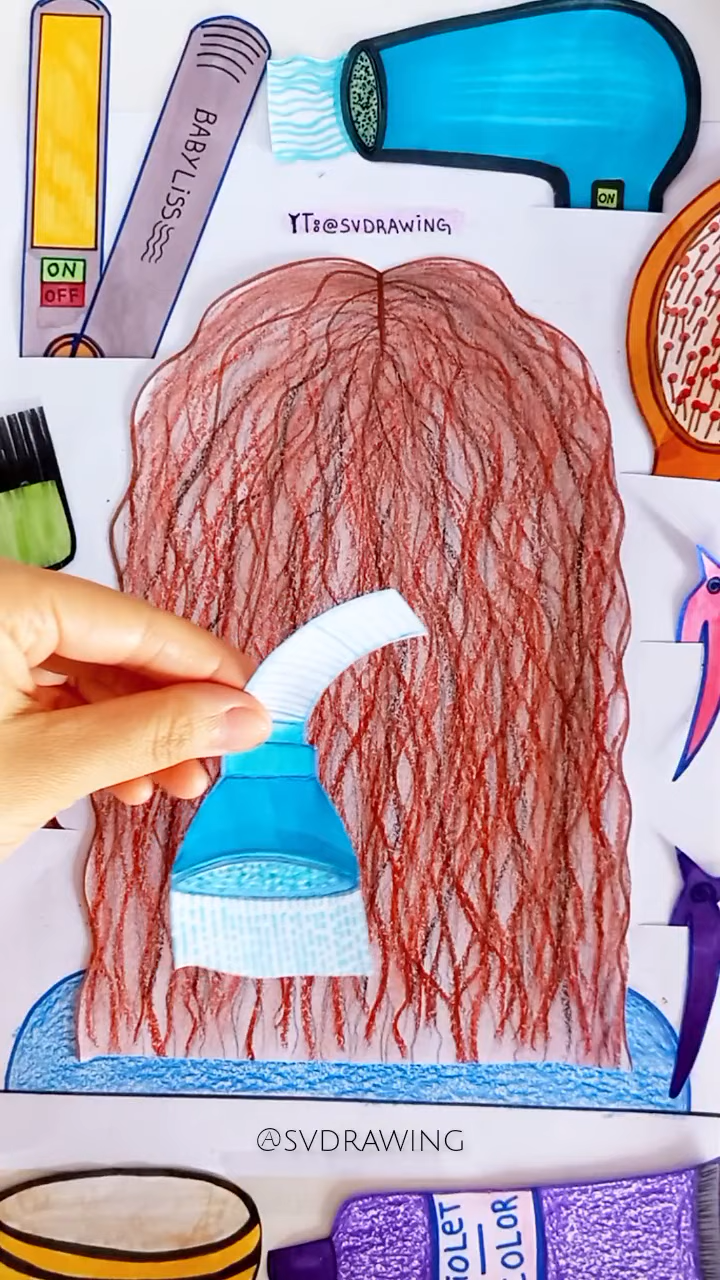 BABYLISS
ON
ON
OFF
YT:@SVDRAWING
@SVDRAWING
VIOLET
COLOR